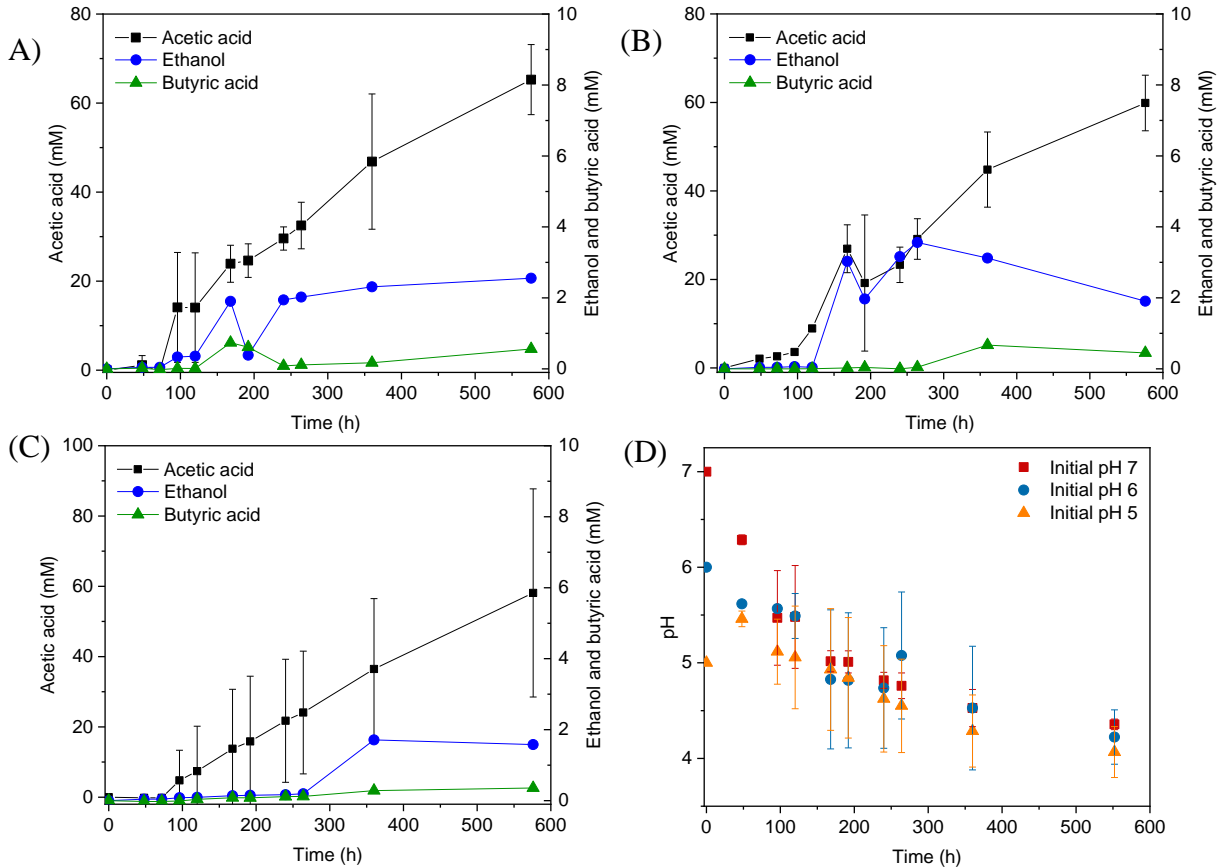 A)
80
60
40
20
0
10
8
6
4
2
0
0 100 200 300 400 500 600
Acetic acid
Ethanol
Butyric acid
Acetic acid (mM)
Ethanol and butyric acid (mM)
Time (h)
(B)
80
60
40
20
0
10
8
6
4
2
0
0 100 200 300 400 500 600
Acetic acid
Ethanol
Butyric acid
Acetic acid (mM)
Ethanol and butyric acid (mM)
Time (h)
(C)
100
80
60
40
20
0
10
8
6
4
2
0
0 100 200 300 400 500 600
Acetic acid
Ethanol
Butyric acid
Acetic acid (mM)
Ethanol and butyric acid (mM)
Time (h)
(D)
7
6
5
4
0 100 200 300 400 500 600
Initial pH 7
Initial pH 6
Initial pH 5
pH
Time (h)